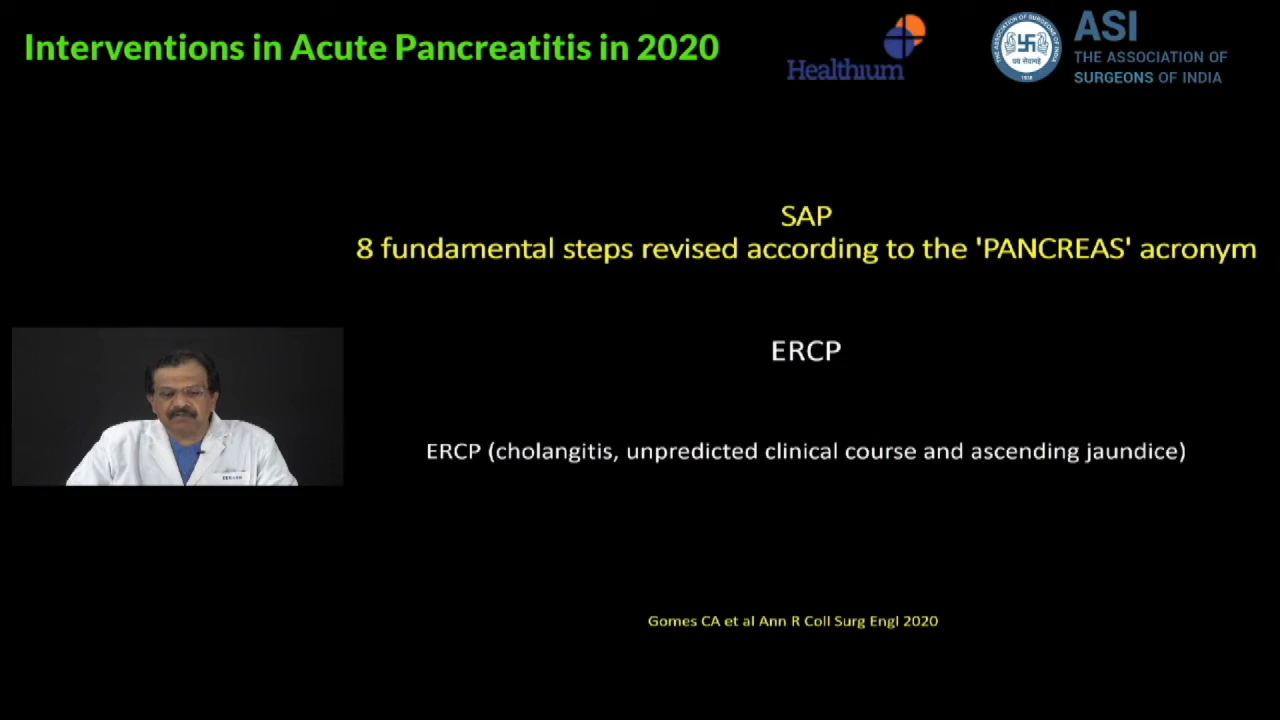 Interventions in Acute Pancreatitis in 2020
Healthium
ASI
THE ASSOCIATION OF
SURGEONS OF INDIA
SAP
8 fundamental steps revised according to the 'PANCREAS' acronym
ERCP
ERCP (cholangitis, unpredicted clinical course and ascending jaundice)
Gomes CA et al Ann R Coll Surg Engl 2020